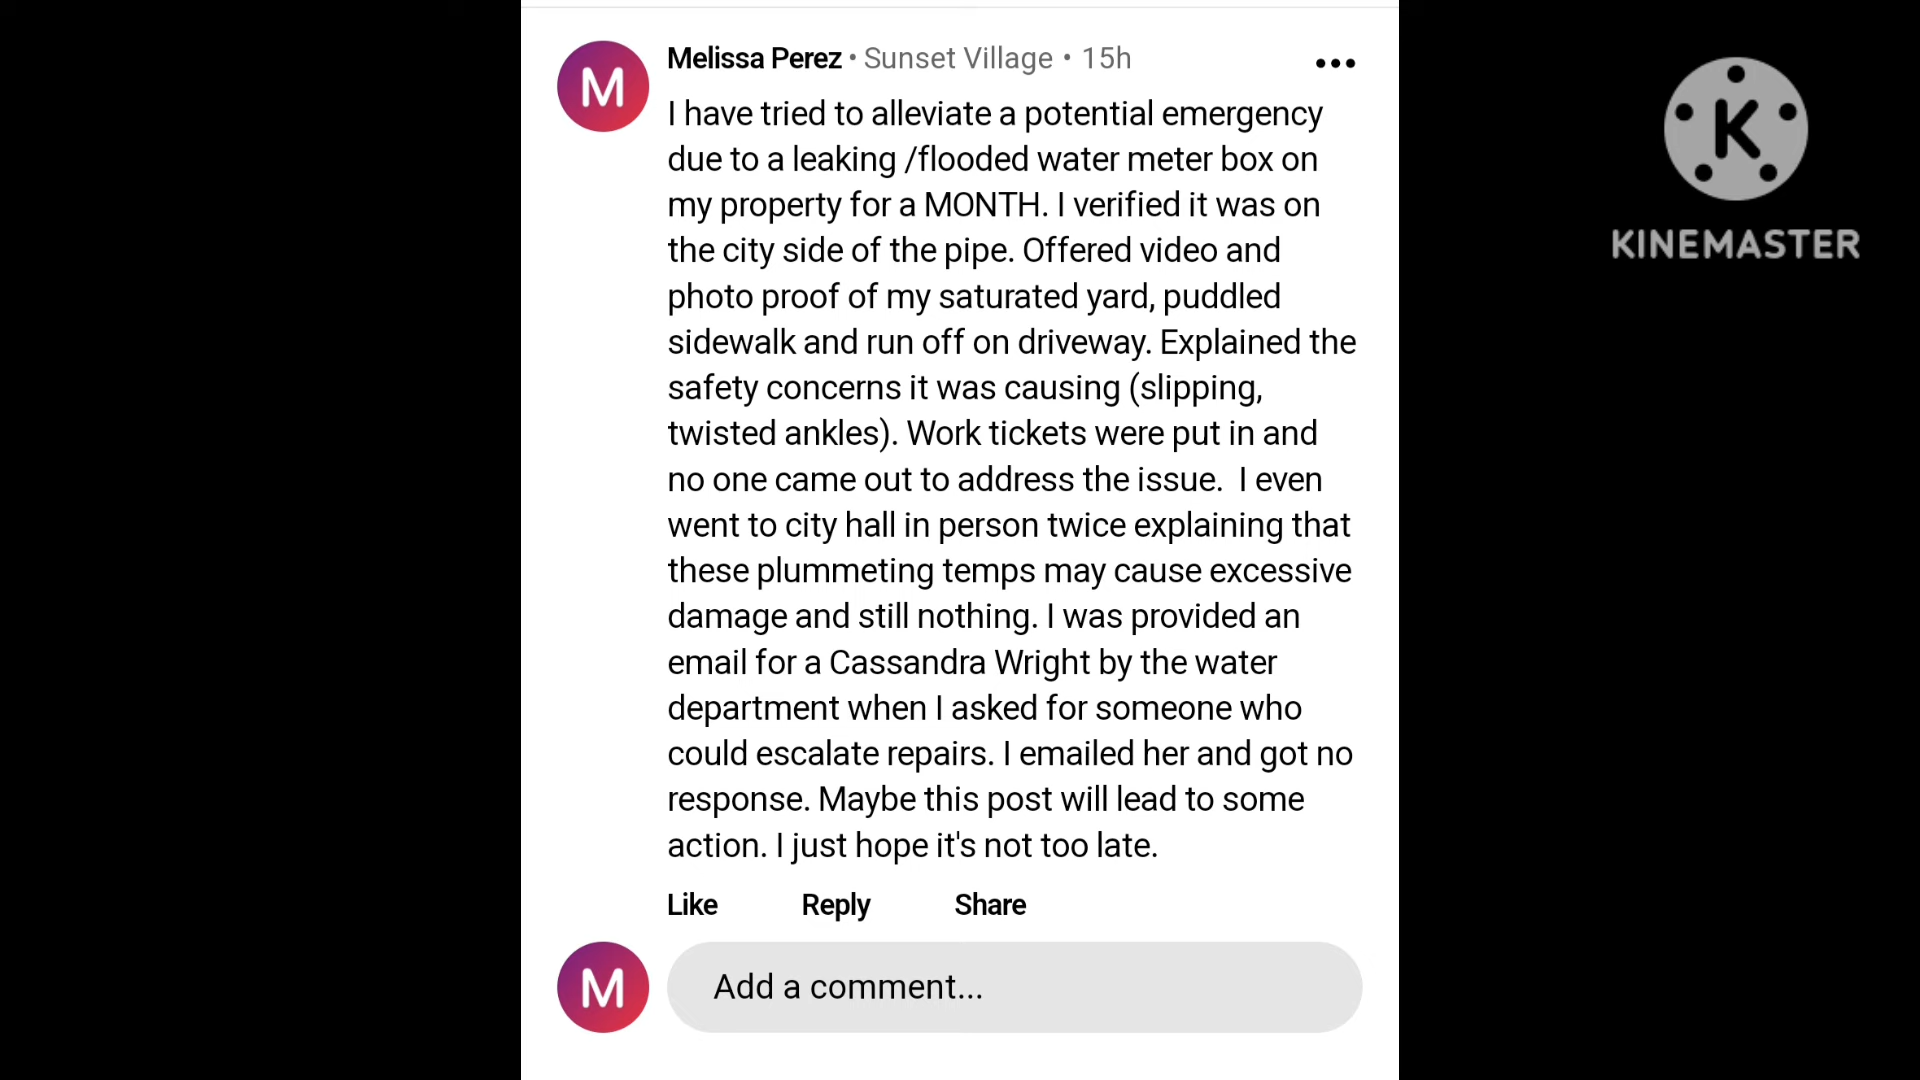 Melissa Perez • Sunset Village • 15h
I have tried to alleviate a potential emergency
due to a leaking /flooded water meter box on
my property for a MONTH. I verified it was on
the city side of the pipe. Offered video and
photo proof of my saturated yard, puddled
sidewalk and run off on driveway. Explained the
safety concerns it was causing (slipping,
twisted ankles). Work tickets were put in and
no one came out to address the issue.  I even
went to city hall in person twice explaining that
these plummeting temps may cause excessive
damage and still nothing. I was provided an
email for a Cassandra Wright by the water
department when I asked for someone who
could escalate repairs. I emailed her and got no
response. Maybe this post will lead to some
action. I just hope it's not too late.
Like Reply Share
M
M Add a comment...
K
KINEMASTER